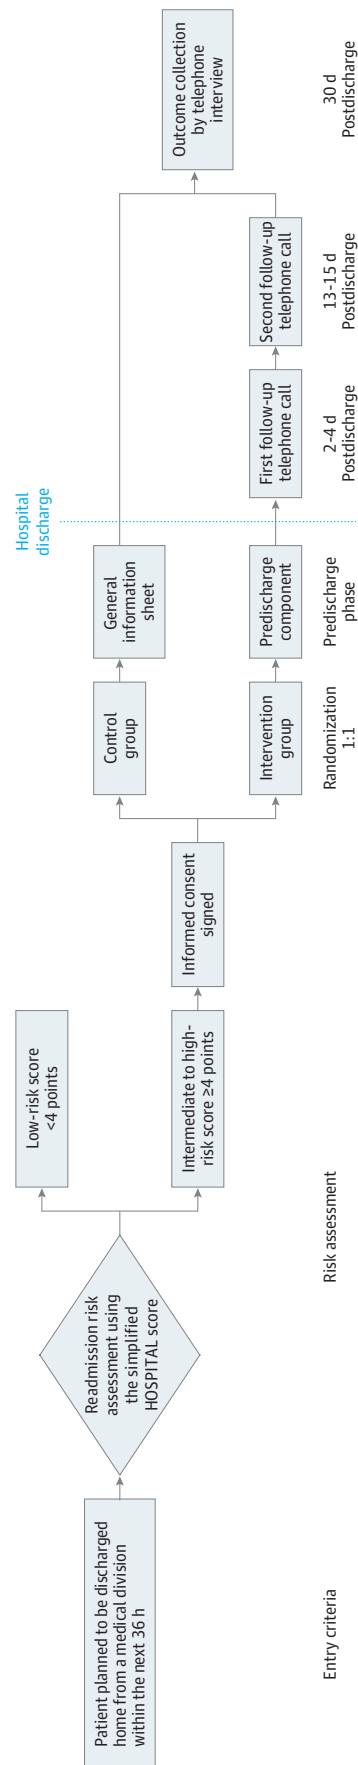 Patient planned to be discharged
home from a medical division
within the next 36 h
Readmission risk
assessment using
the simplified
HOSPITAL score
Low-risk score
<4 points
Intermediate to high-
risk score ≥4 points
Informed consent
signed
Control
group
Intervention
group
General
information
sheet
Predischarge
component
Hospital
discharge
First follow-up
telephone call
Second follow-up
telephone call
Outcome collection
by telephone
interview
Entry criteria
Risk assessment
Randomization
1:1
Predischarge
phase
2-4 d
Postdischarge
13-15 d
Postdischarge
30 d
Postdischarge